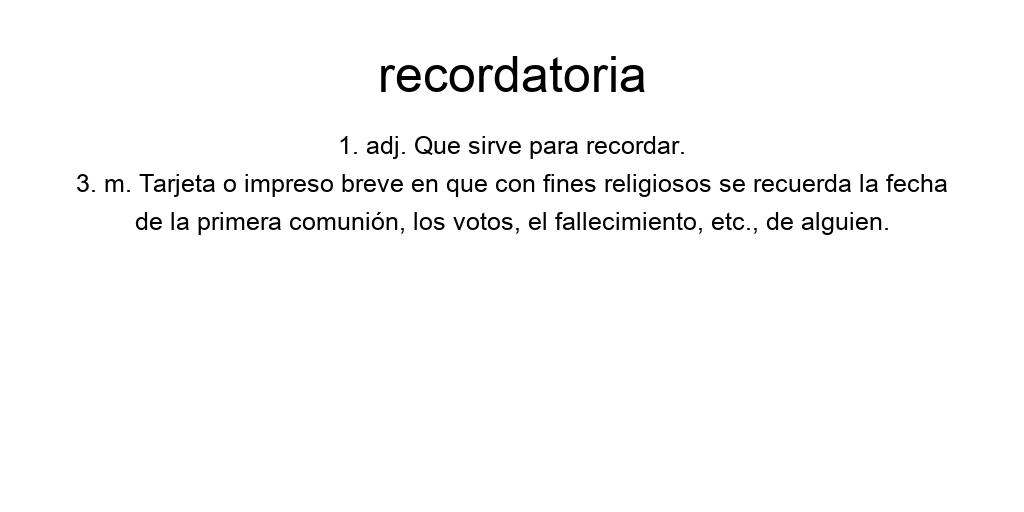 recordatoria
1. adj. Que sirve para recordar.
3. m. Tarjeta o impreso breve en que con fines religiosos se recuerda la fecha
de la primera comunión, los votos, el fallecimiento, etc., de alguien.